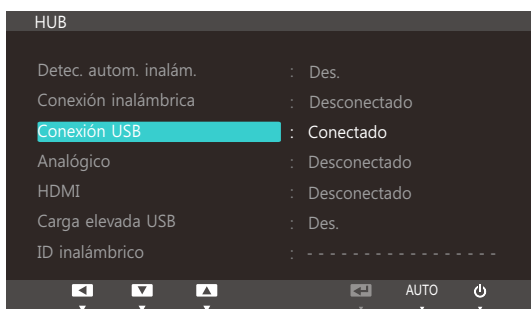 HUB
Detec. autom. inalám. : Des.
Conexión inalámbrica : Desconectado
Conexión USB : Conectado
Analógico : Desconectado
HDMI : Desconectado
Carga elevada USB : Des.
ID inalámbrico : - - - - - - - - - - - - - - - - -
AUTO